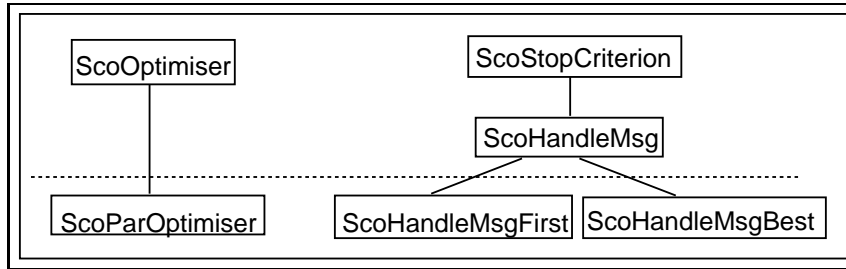 ScoOptimiser
ScoStopCriterion
ScoHandleMsg
ScoParOptimiser
ScoHandleMsgFirst
ScoHandleMsgBest